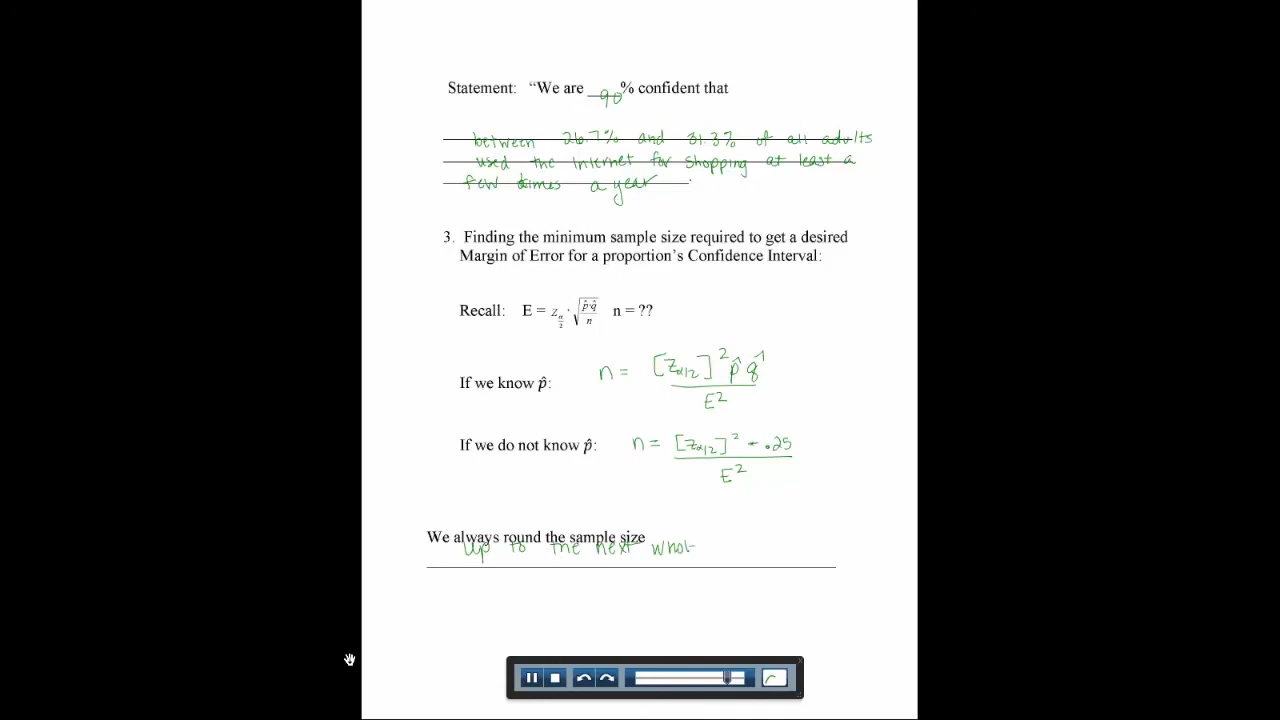 Statement: “We are 90% confident that
between 26.7% and 31.3% of all adults
used the internet for shopping at least a
few times a year.
3. Finding the minimum sample size required to get a desired
Margin of Error for a proportion’s Confidence Interval:
Recall: E = z_{α/2} · √(p̂·q̂/n) n = ??
If we know p̂: n = [z_{α/2}]² p̂ q̂ / E²
If we do not know p̂: n = [z_{α/2}]² - .25 / E²
We always round the sample size
up to the next whol